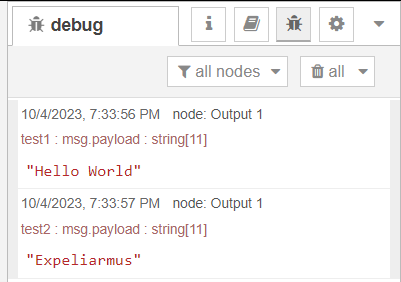 debug
all nodes
all
10/4/2023, 7:33:56 PM node: Output 1
test1 : msg.payload : string[11]
"Hello World"
10/4/2023, 7:33:57 PM node: Output 1
test2 : msg.payload : string[11]
"Expeliarmus"